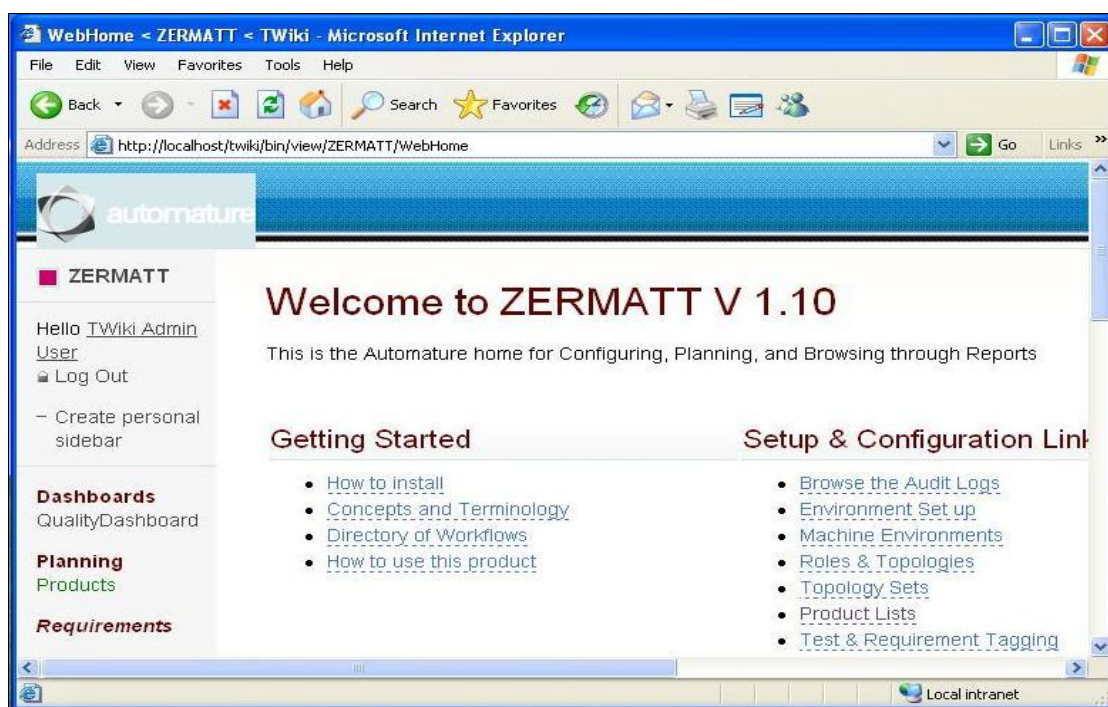 WebHome < ZERMATT < TWiki - Microsoft Internet Explorer
File Edit View Favorites Tools Help
Back Search Favorites
Address http://localhost/twiki/bin/view/ZERMATT/WebHome Go Links »
automature
ZERMATT
Hello TWiki Admin
User
Log Out
– Create personal
sidebar
Dashboards
QualityDashboard
Planning
Products
Requirements
Welcome to ZERMATT V 1.10
This is the Automature home for Configuring, Planning, and Browsing through Reports
Getting Started
• How to install
• Concepts and Terminology
• Directory of Workflows
• How to use this product
Setup & Configuration Link
• Browse the Audit Logs
• Environment Set up
• Machine Environments
• Roles & Topologies
• Topology Sets
• Product Lists
• Test & Requirement Tagging
Local intranet